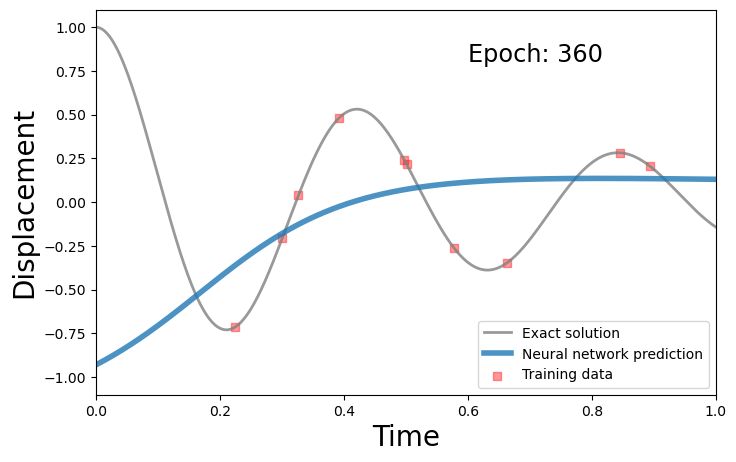 Epoch: 360
Displacement
1.00
0.75
0.50
0.25
0.00
−0.25
−0.50
−0.75
−1.00
Exact solution
Neural network prediction
Training data
0.0 0.2 0.4 0.6 0.8 1.0
Time